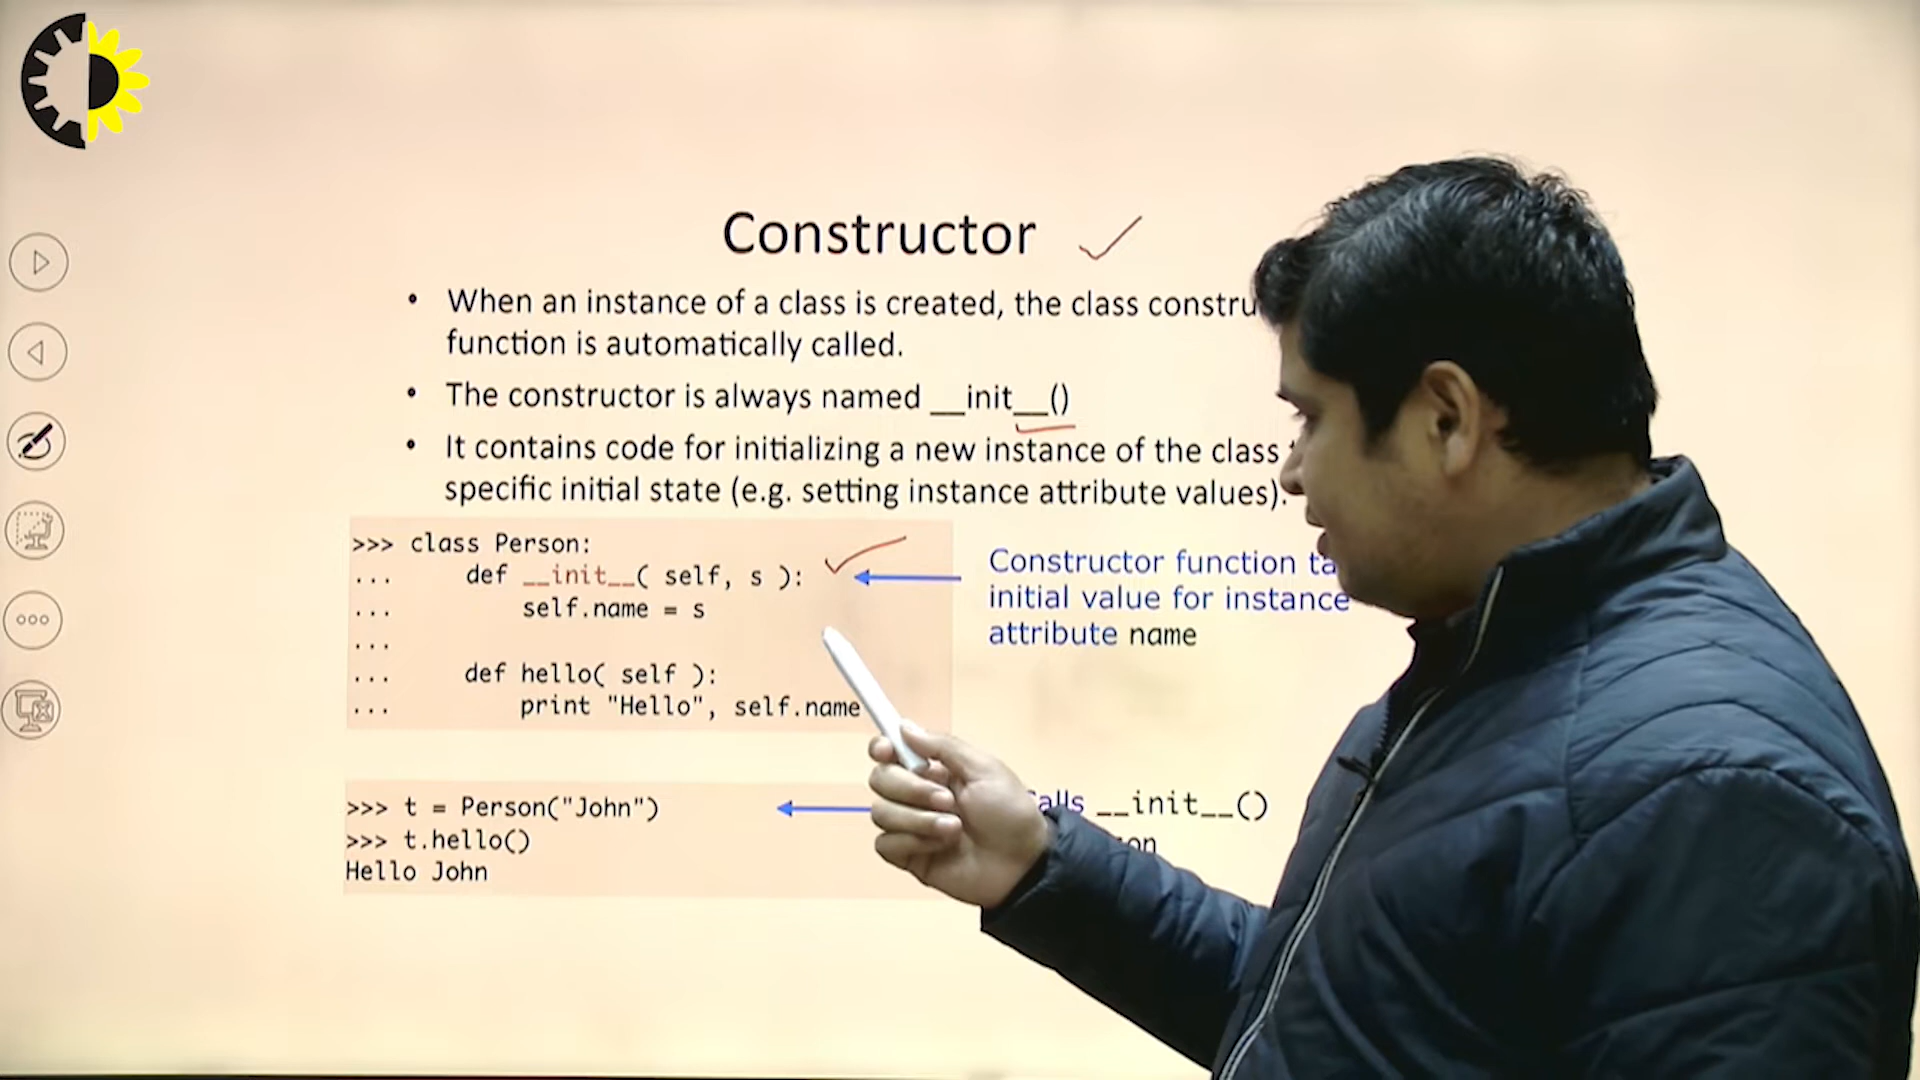 Constructor
• When an instance of a class is created, the class
function is automatically called.
• The constructor is always named __init__()
• It contains code for initializing a new instance of the class
specific initial state (e.g. setting instance attribute values).
>>> class Person:
... def __init__( self, s ):
... self.name = s
...
... def hello( self ):
... print "Hello", self.name
Constructor function
initial value for instance
attribute name
>>> t = Person("John")
>>> t.hello()
Hello John
__init__()